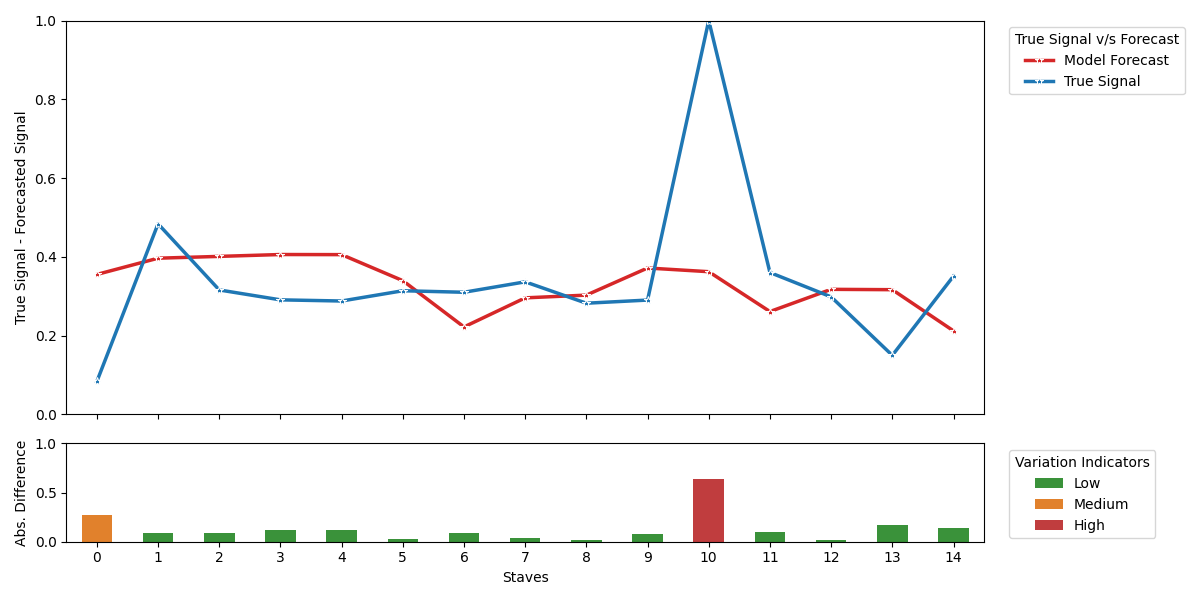 True Signal - Forecasted Signal
1.0
0.8
0.6
0.4
0.2
0.0
True Signal v/s Forecast
Model Forecast
True Signal
Abs. Difference
1.0
0.5
0.0
0 1 2 3 4 5 6 7 8 9 10 11 12 13 14
Staves
Variation Indicators
Low
Medium
High